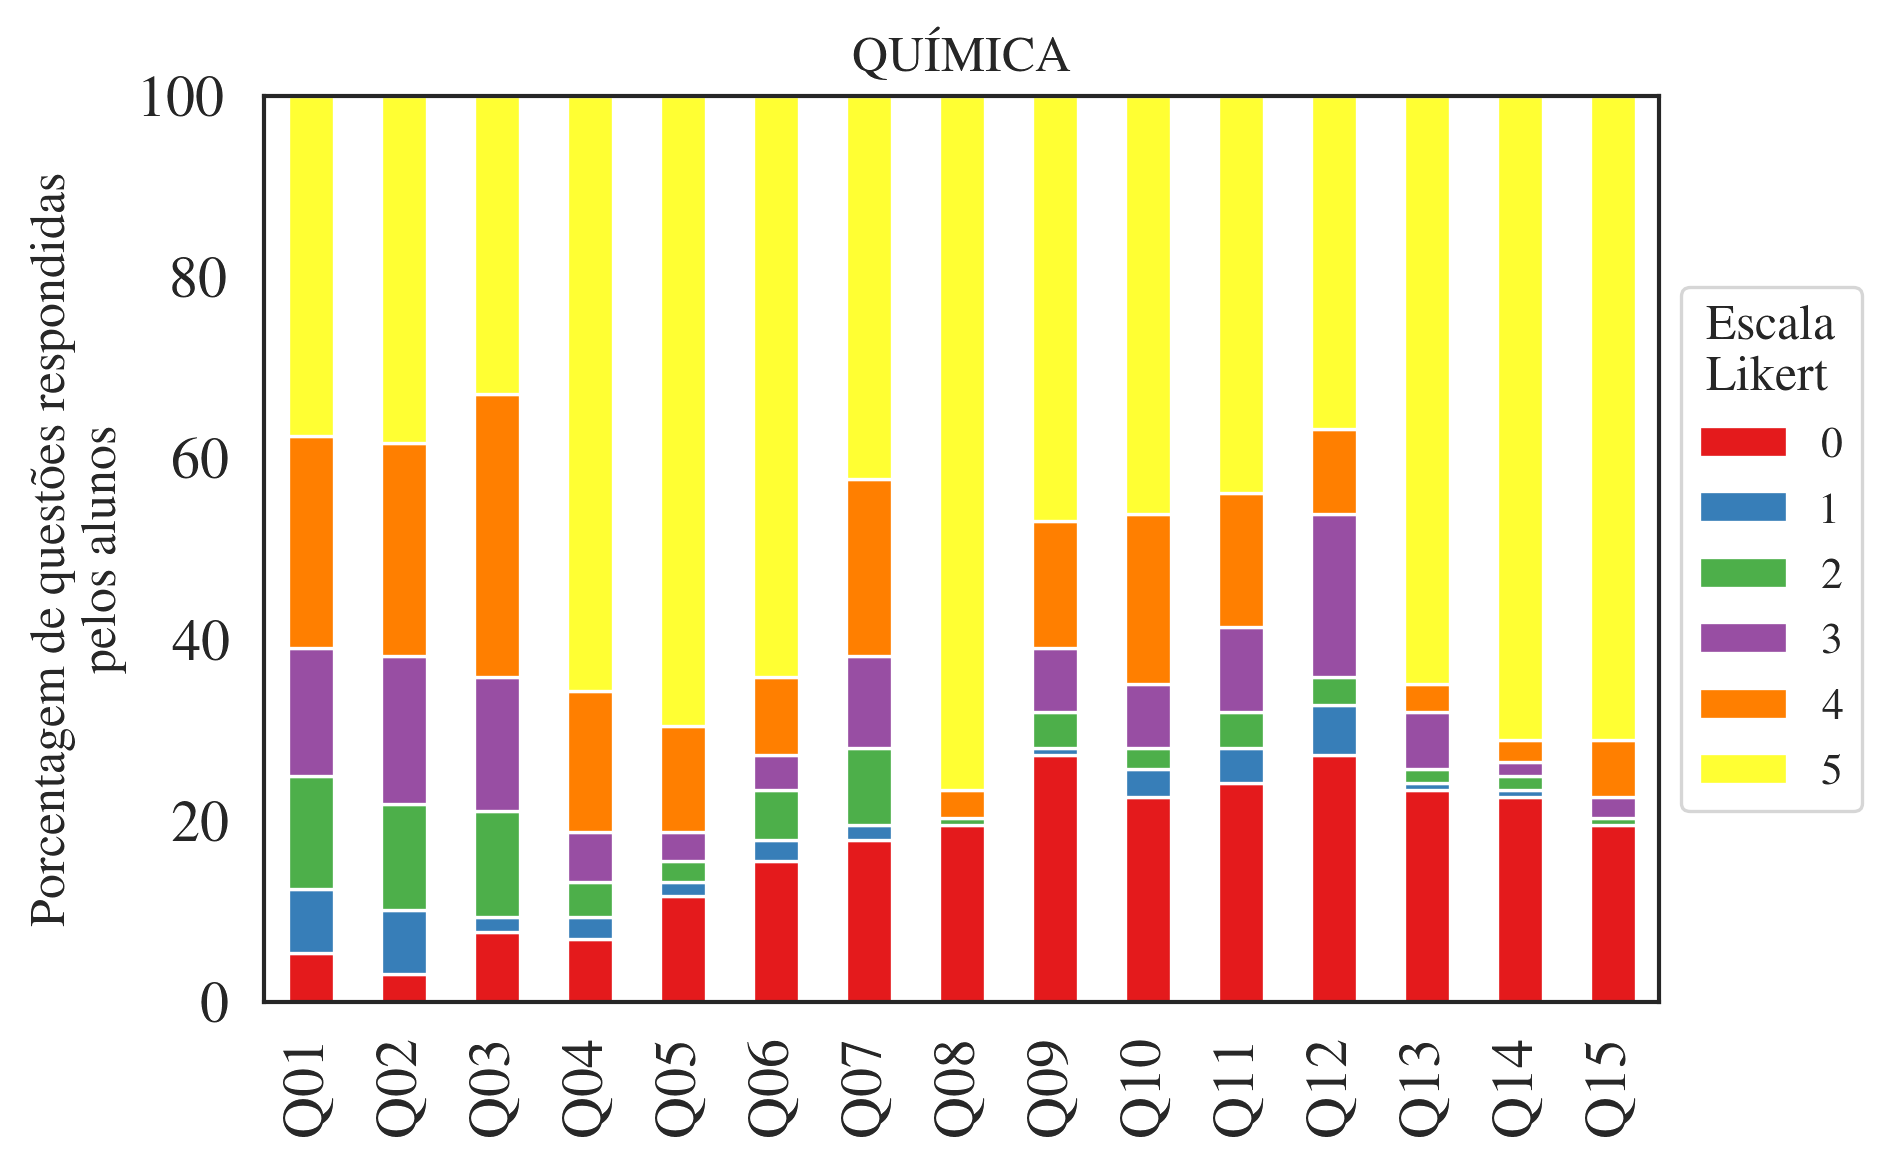 QUÍMICA
100
80
60
40
20
0
Porcentagem de questões respondidas
pelos alunos
Q01
Q02
Q03
Q04
Q05
Q06
Q07
Q08
Q09
Q10
Q11
Q12
Q13
Q14
Q15
Escala
Likert
0
1
2
3
4
5